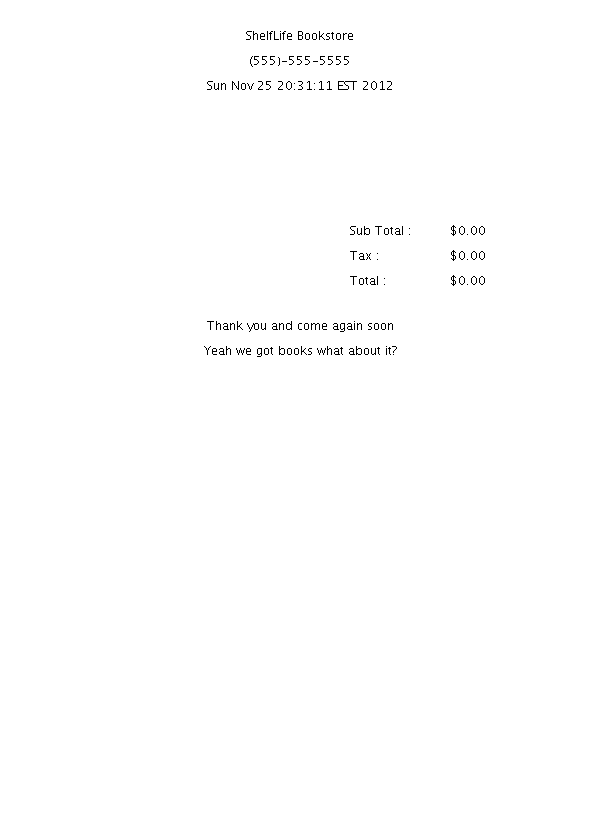 ShelfLife Bookstore
(555)-555-5555
Sun Nov 25 20:31:11 EST 2012
Sub Total : $0.00
Tax : $0.00
Total : $0.00
Thank you and come again soon
Yeah we got books what about it?